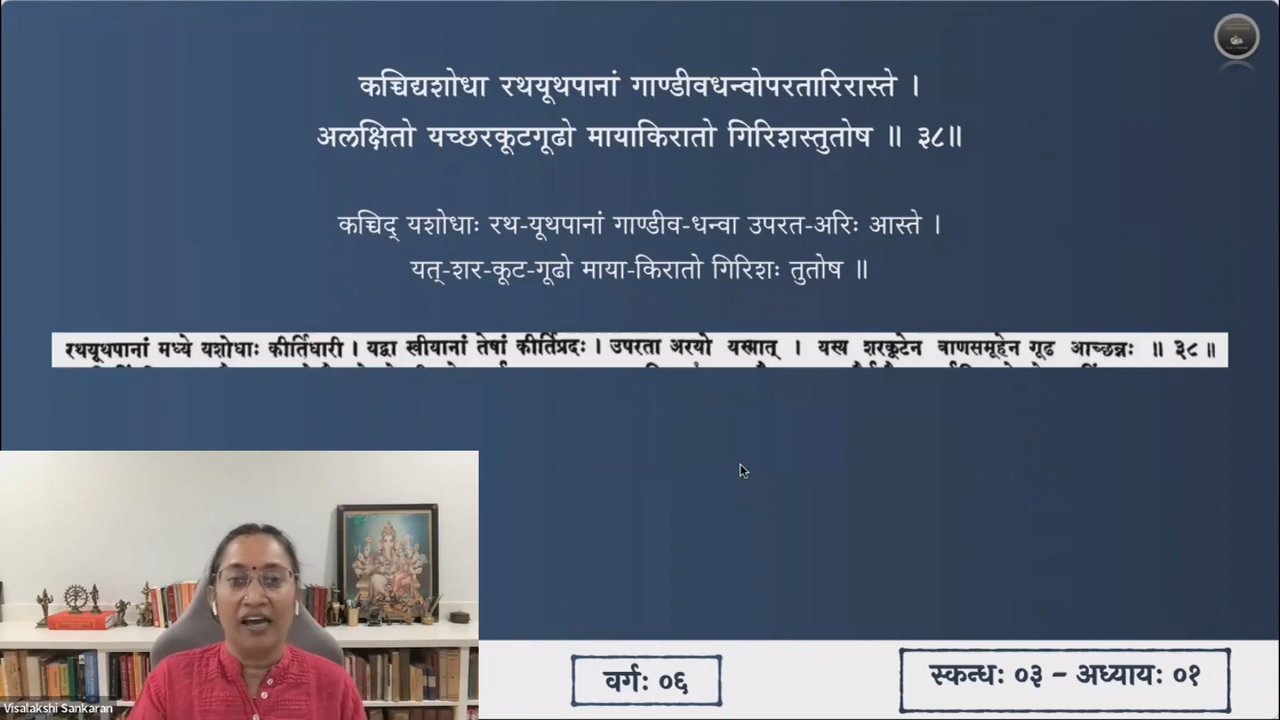 कच्चिद्यशोधा रथयूथपानां गाण्डीवधन्वोपरतारिरास्ते ।
अलक्षितो यच्छरकूटगूढो मायाकिरातो गिरिशस्तुतोष ॥ ३८॥
कच्चिद् यशोधाः रथ-यूथपानां गाण्डीव-धन्वा उपरत-अरिः आस्ते ।
यत्-शर-कूट-गूढो माया-किरातो गिरिशः तुतोष ॥
रथयूथपानां मध्ये यशोधाः कीर्तिधारी । यद्वा स्वीयानां तेषां कीर्तिप्रदः । उपरता अरयो यस्मात् । यस्य शरकूटेन बाणसमूहेन गूढ आच्छन्नः ॥ ३८ ॥
Visalakshi Sankaran
वर्गः ०६
स्कन्धः ०३ - अध्यायः ०१